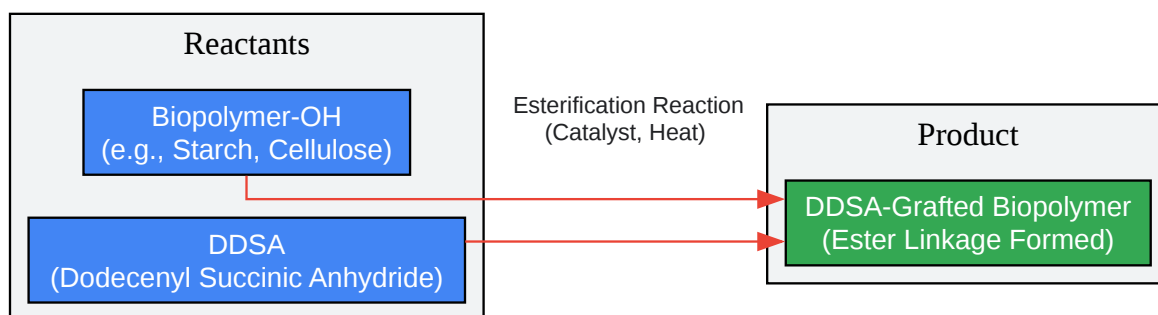 Reactants
Biopolymer-OH
(e.g., Starch, Cellulose)
DDSA
(Dodecenyl Succinic Anhydride)
Esterification Reaction
(Catalyst, Heat)
Product
DDSA-Grafted Biopolymer
(Ester Linkage Formed)